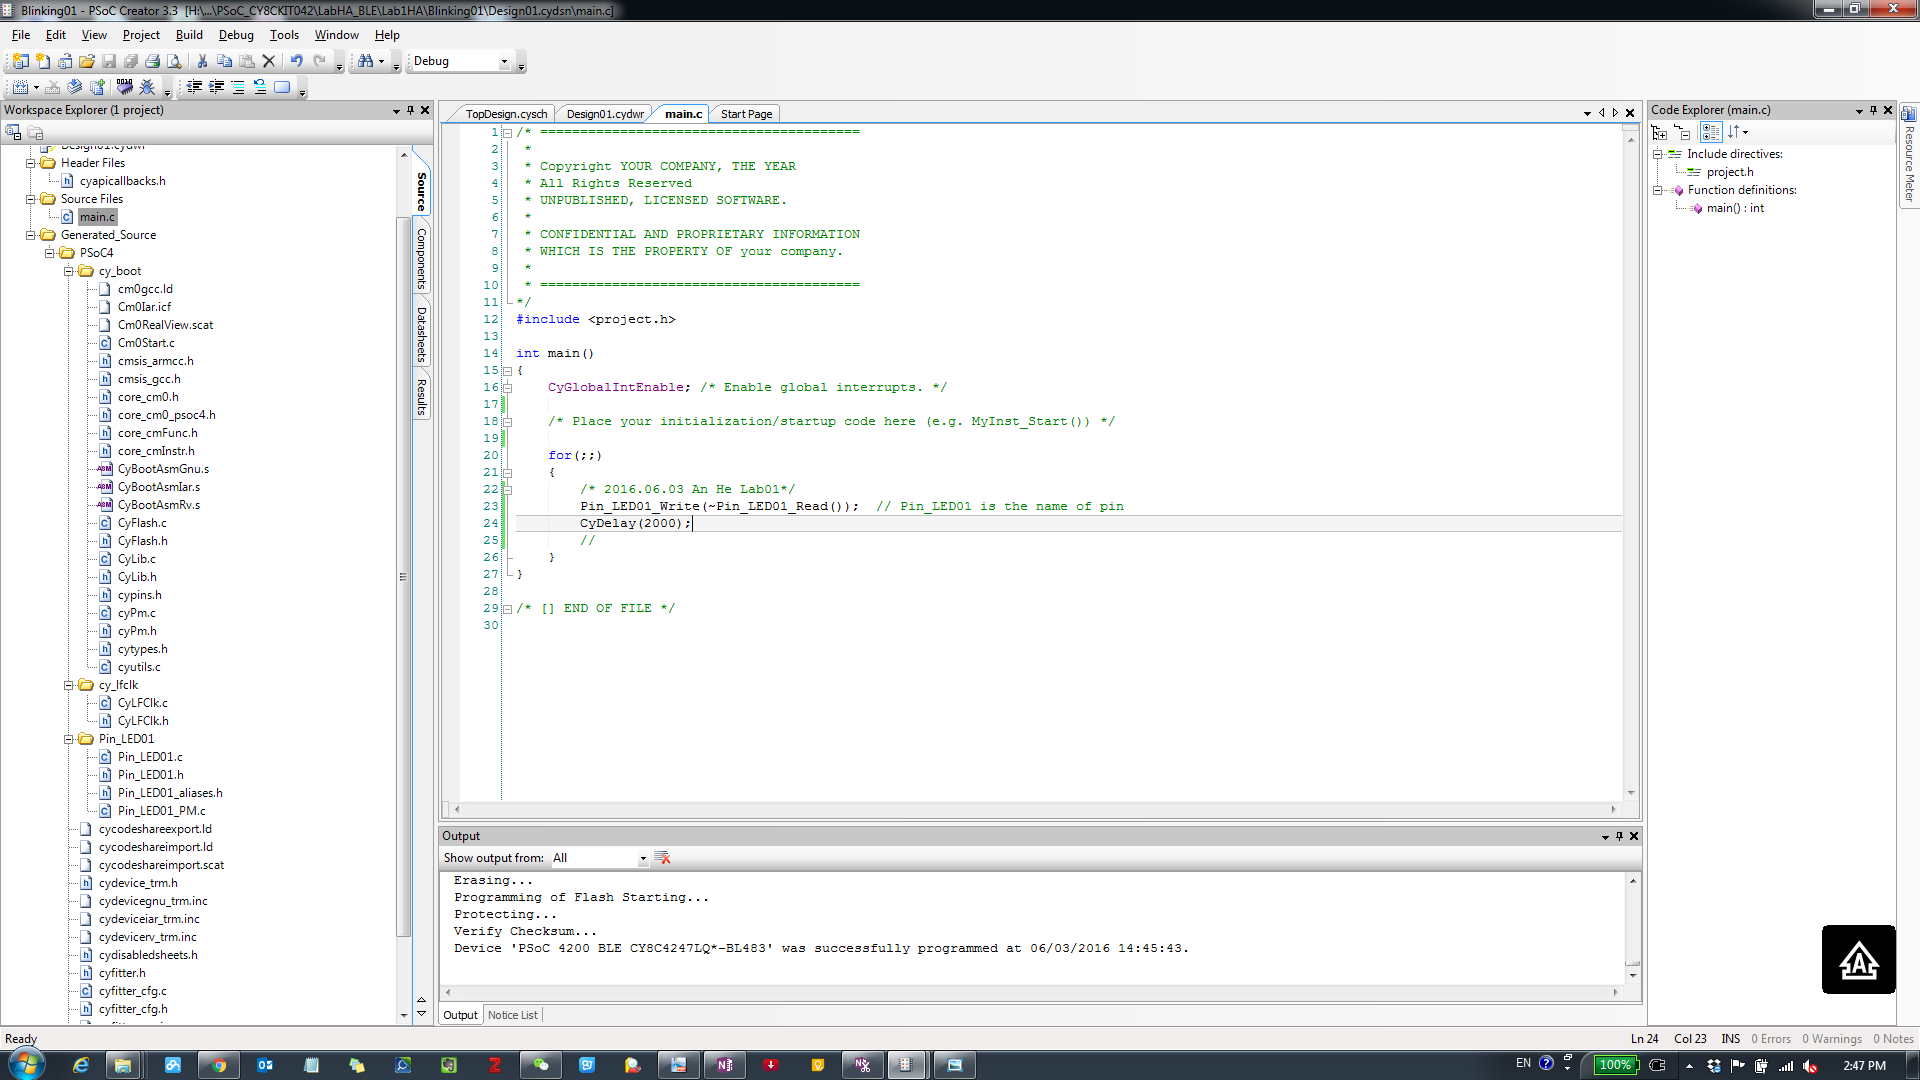 Blinking01 - PSoC Creator 3.3  [H:\...\PSoC_CY8CKIT042\LabHA_BLE\Lab1HA\Blinking01\Design01.cydsn\main.c]
File Edit View Project Build Debug Tools Window Help
Debug
Workspace Explorer (1 project)
Design01.cydwr
Header Files
cyapicallbacks.h
Source Files
main.c
Generated_Source
PSoC4
cy_boot
cm0gcc.ld
Cm0Iar.icf
Cm0RealView.scat
Cm0Start.c
cmsis_armcc.h
cmsis_gcc.h
core_cm0.h
core_cm0_psoc4.h
core_cmFunc.h
core_cmInstr.h
CyBootAsmGnu.s
CyBootAsmIar.s
CyBootAsmRv.s
CyFlash.c
CyFlash.h
CyLib.c
CyLib.h
cypins.h
cyPm.c
cyPm.h
cytypes.h
cyutils.c
cy_lfclk
CyLFClk.c
CyLFClk.h
Pin_LED01
Pin_LED01.c
Pin_LED01.h
Pin_LED01_aliases.h
Pin_LED01_PM.c
cycodeshareexport.ld
cycodeshareimport.ld
cycodeshareimport.scat
cydevice_trm.h
cydevicegnu_trm.inc
cydeviceiar_trm.inc
cydevicerv_trm.inc
cydisabledsheets.h
cyfitter.h
cyfitter_cfg.c
cyfitter_cfg.h
Source
Components
Datasheets
Results
TopDesign.cysch Design01.cydwr main.c Start Page
1 /* ========================================
2  *
3  * Copyright YOUR COMPANY, THE YEAR
4  * All Rights Reserved
5  * UNPUBLISHED, LICENSED SOFTWARE.
6  *
7  * CONFIDENTIAL AND PROPRIETARY INFORMATION
8  * WHICH IS THE PROPERTY OF your company.
9  *
10  * ========================================
11 */
12 #include <project.h>
13
14 int main()
15 {
16     CyGlobalIntEnable; /* Enable global interrupts. */
17
18     /* Place your initialization/startup code here (e.g. MyInst_Start()) */
19
20     for(;;)
21     {
22         /* 2016.06.03 An He Lab01*/
23         Pin_LED01_Write(~Pin_LED01_Read());  // Pin_LED01 is the name of pin
24         CyDelay(2000);
25         //
26     }
27 }
28
29 /* [] END OF FILE */
30
Output
Show output from: All
Erasing...
Programming of Flash Starting...
Protecting...
Verify Checksum...
Device 'PSoC 4200 BLE CY8C4247LQ*-BL483' was successfully programmed at 06/03/2016 14:45:43.
Output Notice List
Code Explorer (main.c)
Include directives:
project.h
Function definitions:
main() : int
Resource Meter
A
Ready
Ln 24 Col 23 INS 0 Errors 0 Warnings 0 Notes
EN 100% 2:47 PM